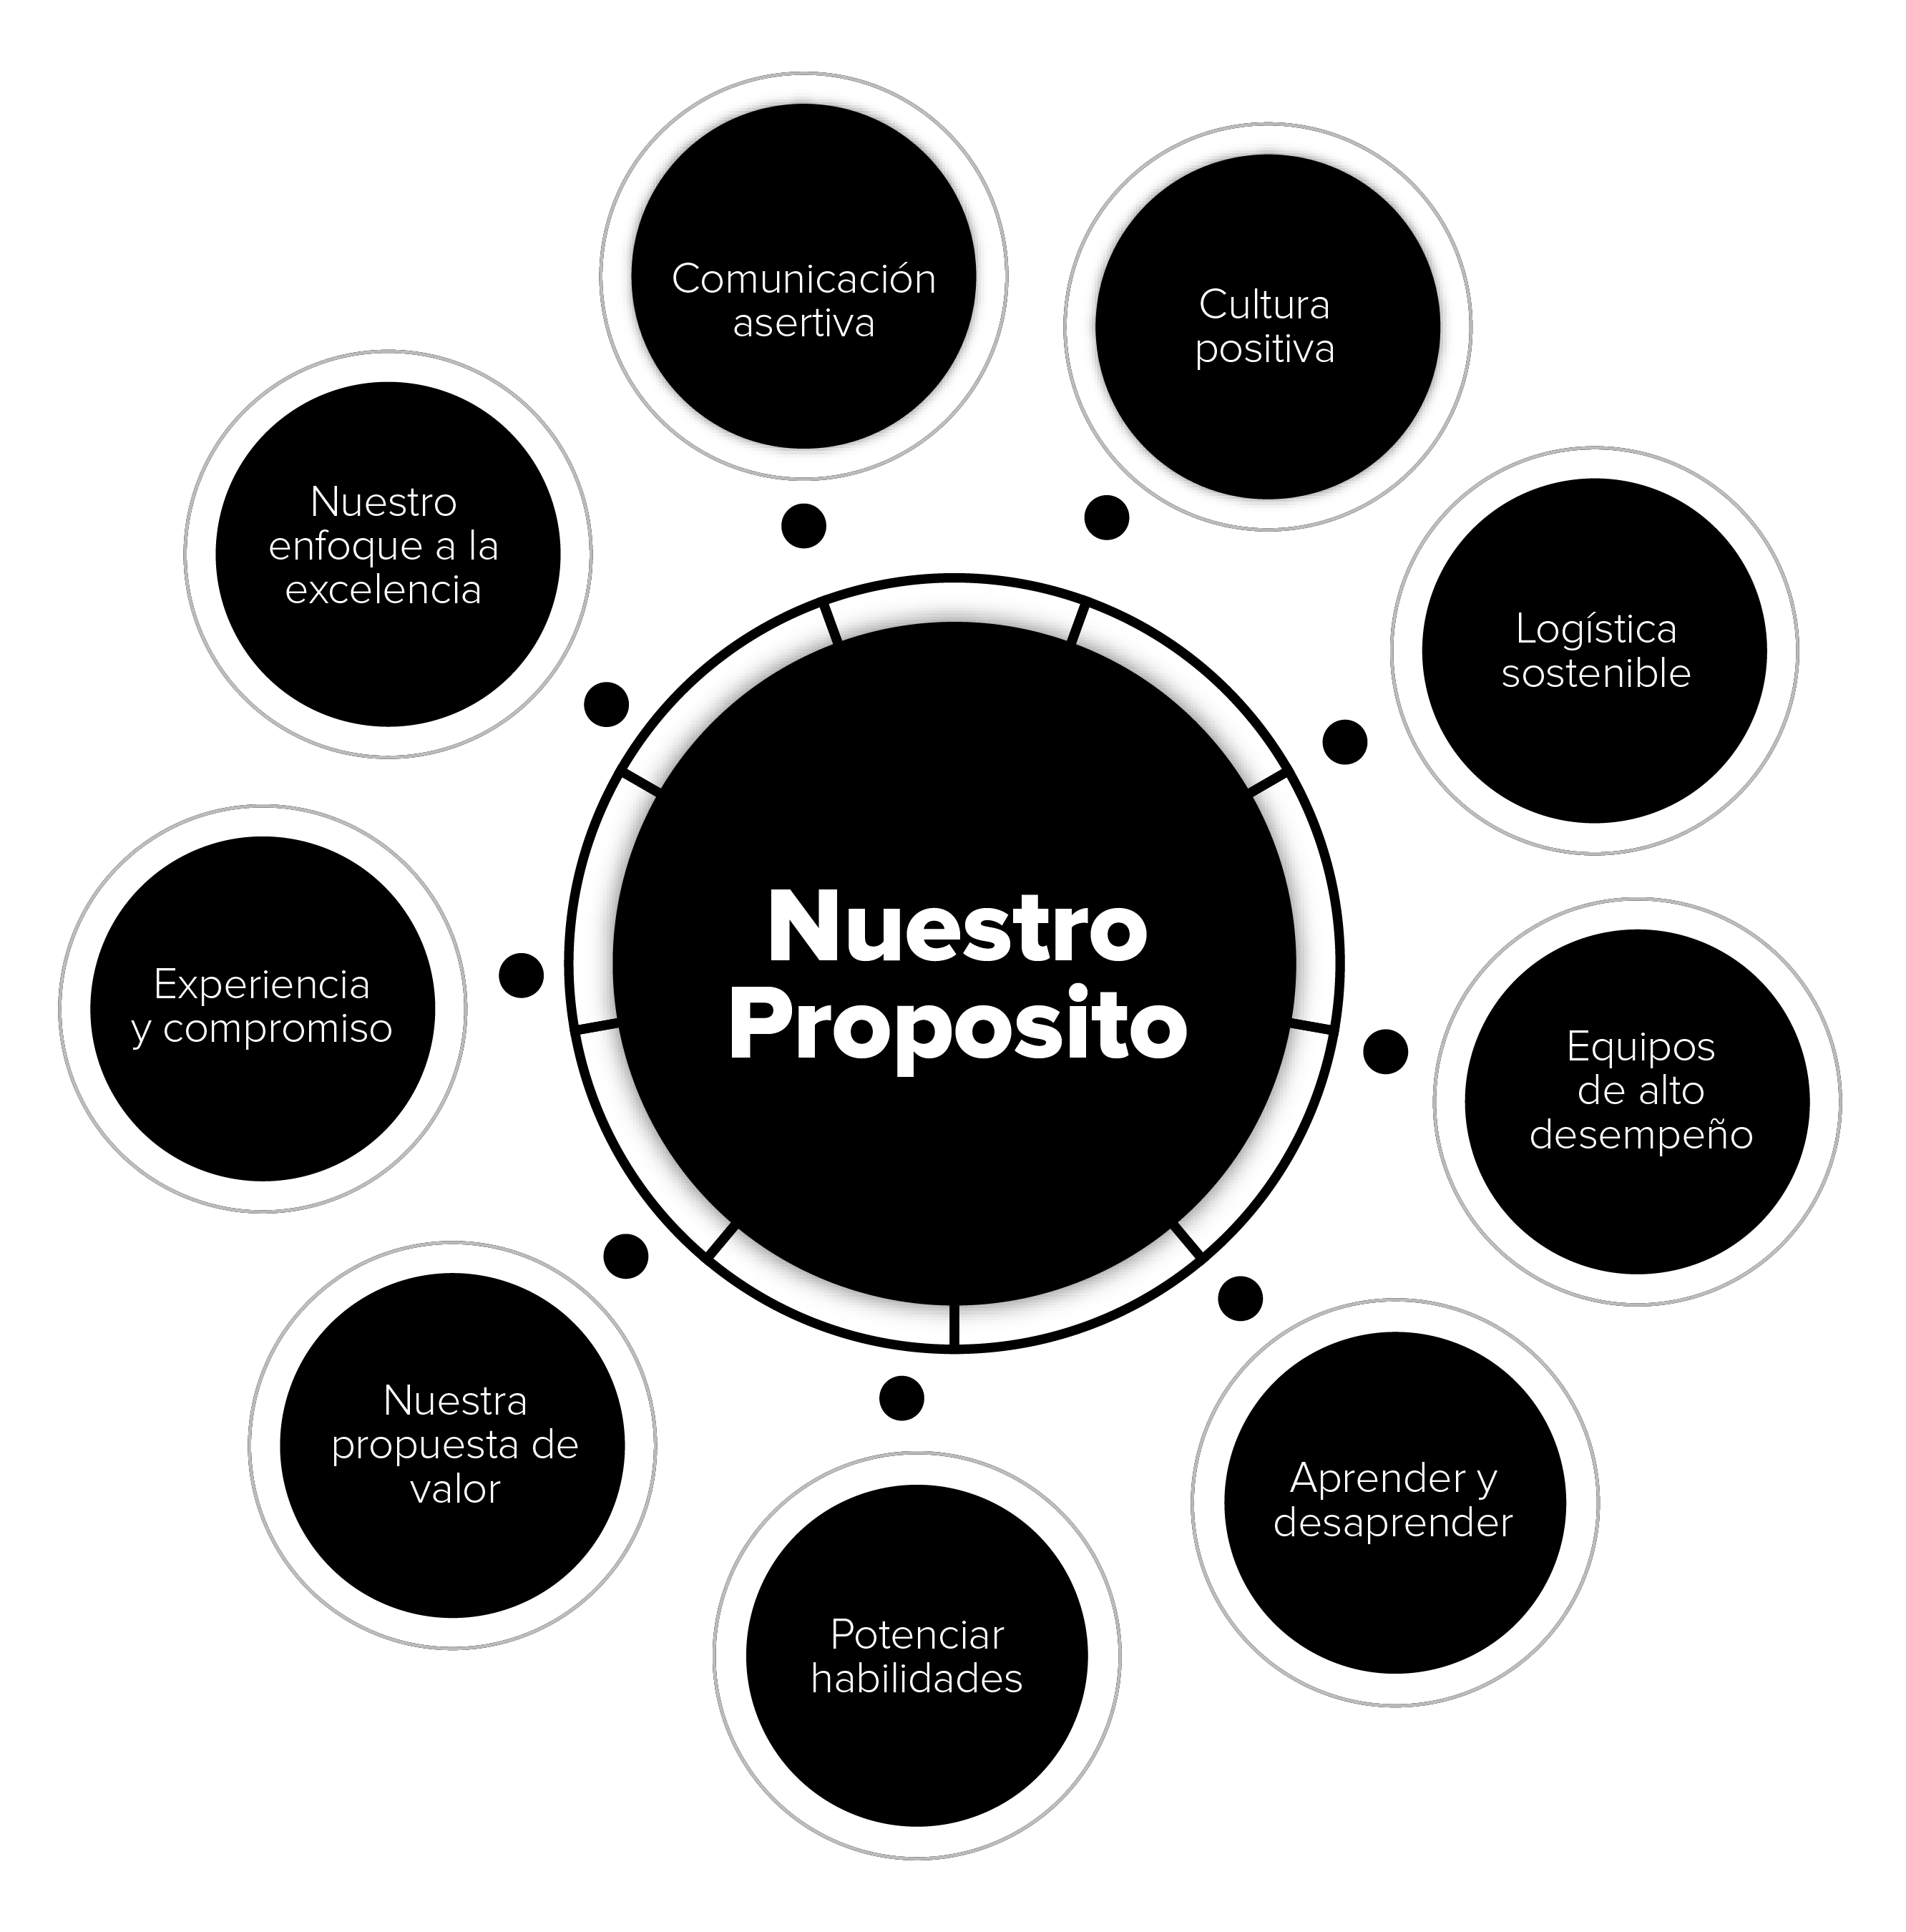 Comunicación
asertiva
Cultura
positiva
Nuestro
enfoque a la
excelencia
Logística
sostenible
Nuestro
Proposito
Experiencia
y compromiso
Equipos
de alto
desempeño
Nuestra
propuesta de
valor
Aprender y
desaprender
Potenciar
habilidades